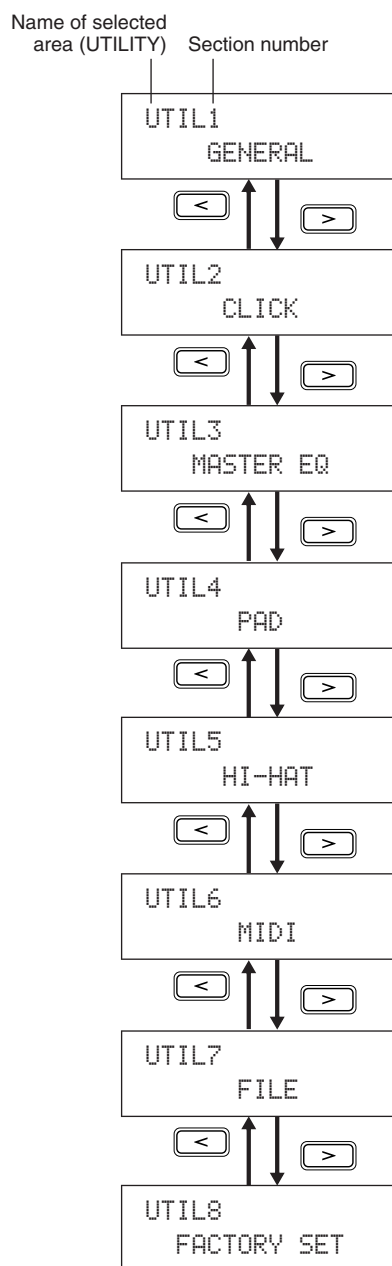 Name of selected
area (UTILITY)
Section number
UTIL1
GENERAL
<
>
UTIL2
CLICK
<
>
UTIL3
MASTER EQ
<
>
UTIL4
PAD
<
>
UTIL5
HI-HAT
<
>
UTIL6
MIDI
<
>
UTIL7
FILE
<
>
UTIL8
FACTORY SET